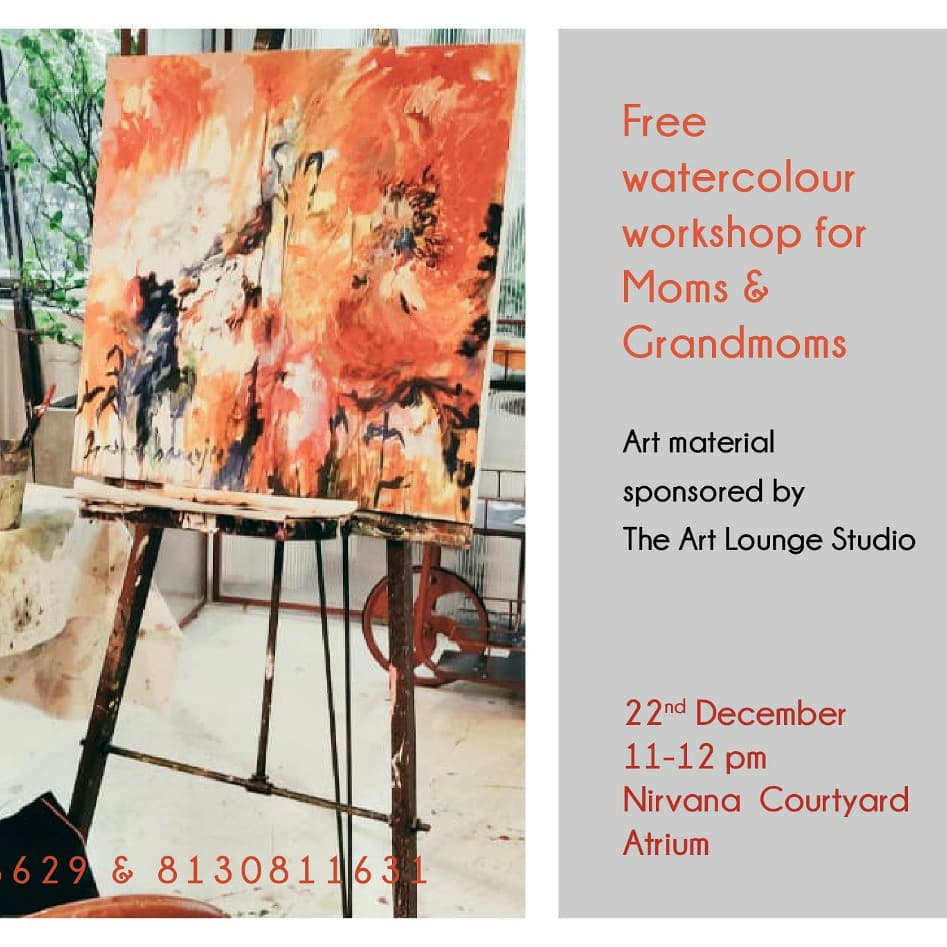 Free
watercolour
workshop for
Moms &
Grandmoms
Art material
sponsored by
The Art Lounge Studio
22nd December
11-12 pm
Nirvana Courtyard
Atrium
629 & 8130811631